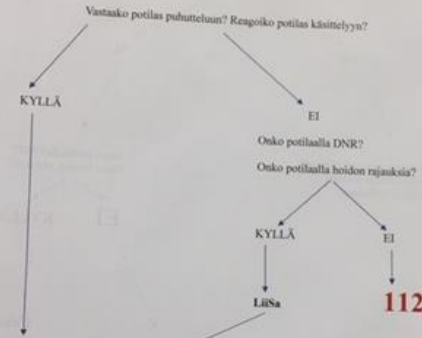 Vastaako potilas puhutteluun? Reagoiko potilas käsittelyyn?
KYLLÄ
EI
Onko potilaalla DNR?
Onko potilaalla hoidon rajauksia?
KYLLÄ
EI
LiiSa
112